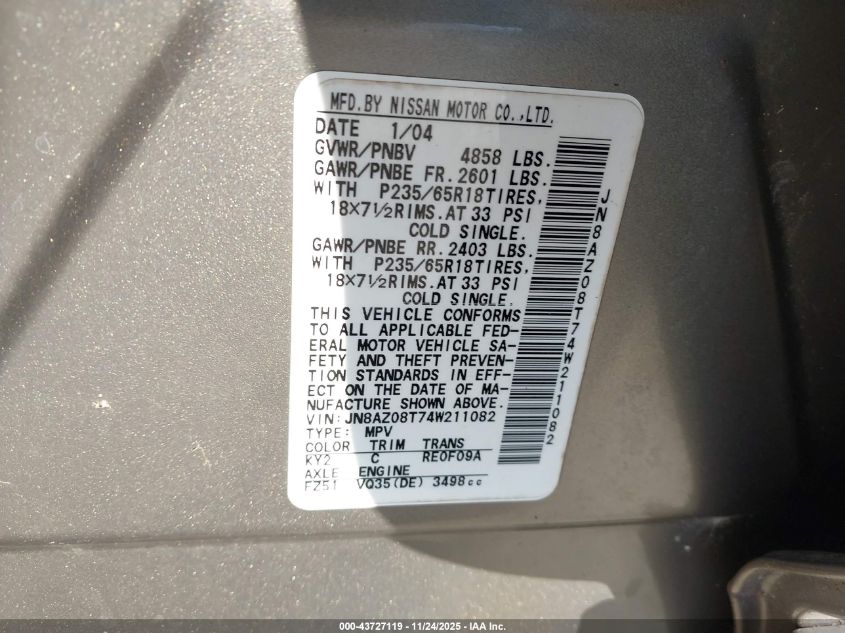 MFD.BY NISSAN MOTOR CO.,LTD.
DATE 1/04
GVWR/PNBV 4858 LBS.
GAWR/PNBE FR. 2601 LBS.
WITH P235/65R18TIRES,
18X7½RIMS.AT 33 PSI
COLD SINGLE.
GAWR/PNBE RR. 2403 LBS.
WITH P235/65R18TIRES,
18X7½RIMS.AT 33 PSI
COLD SINGLE.
THIS VEHICLE CONFORMS
TO ALL APPLICABLE FED-
ERAL MOTOR VEHICLE SA-
FETY AND THEFT PREVEN-
TION STANDARDS IN EFF-
ECT ON THE DATE OF MA-
NUFACTURE SHOWN ABOVE.
VIN: JN8AZ08T74W211082
TYPE: MPV
COLOR TRIM TRANS
KY2 C RE0F09A
AXLE ENGINE
FZ51 VQ35(DE) 3498cc
JN8AZ08T74W211082
000-43727119 - 11/24/2025 - IAA Inc.